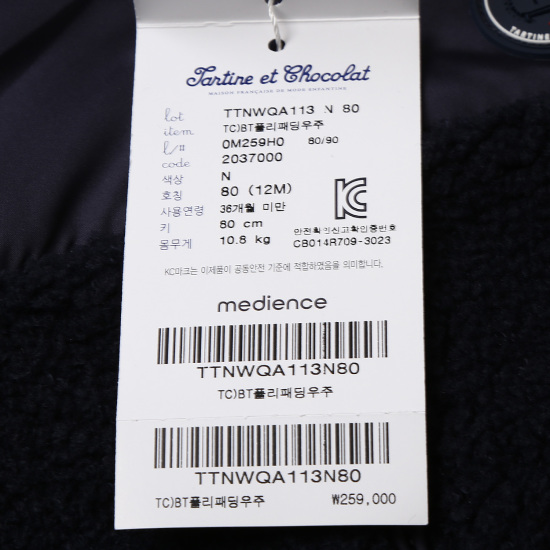 TARTINE
Tartine et Chocolat
MAISON FRANÇAISE DE MODE ENFANTINE
lot TTNWQA113 N 80
item TC)BT플리패딩우주
l/# 0M259H0 80/90
code 2037000
색상 N
호칭 80 (12M)
사용연령 36개월 미만
키 80 cm
몸무게 10.8 kg
안전확인신고확인증번호
CB014R709-3023
KC마크는 이제품이 공동안전 기준에 적합하였음을 의미합니다.
medience
TTNWQA113N80
TC)BT플리패딩우주
TTNWQA113N80
TC)BT플리패딩우주 ₩259,000